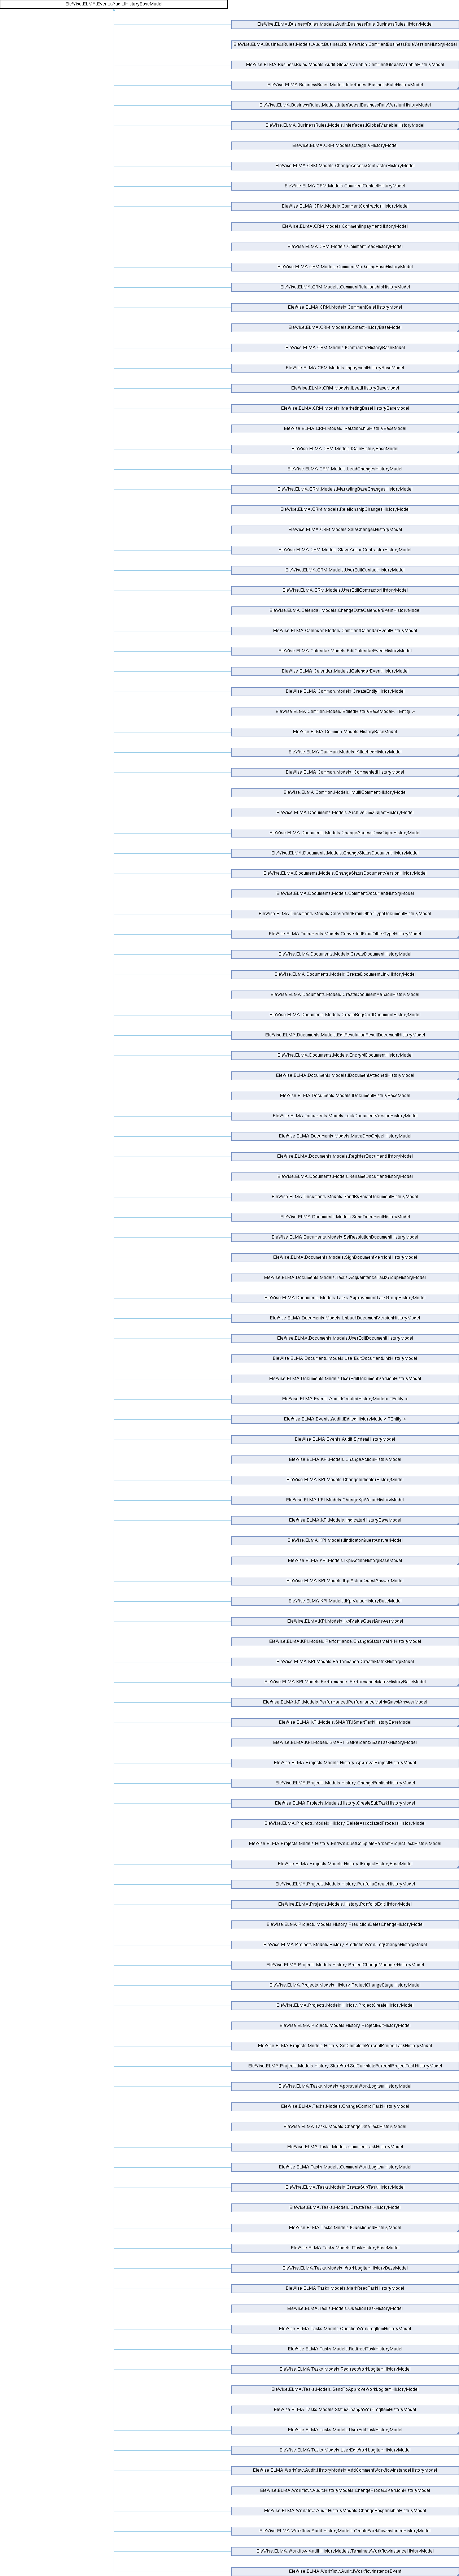 EleWise.ELMA.Events.Audit.IHistoryBaseModel
EleWise.ELMA.BusinessRules.Models.Audit.BusinessRule.BusinessRulesHistoryModel
EleWise.ELMA.BusinessRules.Models.Audit.BusinessRuleVersion.CommentBusinessRuleVersionHistoryModel
EleWise.ELMA.BusinessRules.Models.Audit.GlobalVariable.CommentGlobalVariableHistoryModel
EleWise.ELMA.BusinessRules.Models.Interfaces.IBusinessRuleHistoryModel
EleWise.ELMA.BusinessRules.Models.Interfaces.IBusinessRuleVersionHistoryModel
EleWise.ELMA.BusinessRules.Models.Interfaces.IGlobalVariableHistoryModel
EleWise.ELMA.CRM.Models.CategoryHistoryModel
EleWise.ELMA.CRM.Models.ChangeAccessContractorHistoryModel
EleWise.ELMA.CRM.Models.CommentContactHistoryModel
EleWise.ELMA.CRM.Models.CommentContractorHistoryModel
EleWise.ELMA.CRM.Models.CommentInpaymentHistoryModel
EleWise.ELMA.CRM.Models.CommentLeadHistoryModel
EleWise.ELMA.CRM.Models.CommentMarketingBaseHistoryModel
EleWise.ELMA.CRM.Models.CommentRelationshipHistoryModel
EleWise.ELMA.CRM.Models.CommentSaleHistoryModel
EleWise.ELMA.CRM.Models.IContactHistoryBaseModel
EleWise.ELMA.CRM.Models.IContractorHistoryBaseModel
EleWise.ELMA.CRM.Models.IInpaymentHistoryBaseModel
EleWise.ELMA.CRM.Models.ILeadHistoryBaseModel
EleWise.ELMA.CRM.Models.IMarketingBaseHistoryBaseModel
EleWise.ELMA.CRM.Models.IRelationshipHistoryBaseModel
EleWise.ELMA.CRM.Models.ISaleHistoryBaseModel
EleWise.ELMA.CRM.Models.LeadChangesHistoryModel
EleWise.ELMA.CRM.Models.MarketingBaseChangesHistoryModel
EleWise.ELMA.CRM.Models.RelationshipChangesHistoryModel
EleWise.ELMA.CRM.Models.SaleChangesHistoryModel
EleWise.ELMA.CRM.Models.SlaveActionContractorHistoryModel
EleWise.ELMA.CRM.Models.UserEditContactHistoryModel
EleWise.ELMA.CRM.Models.UserEditContractorHistoryModel
EleWise.ELMA.Calendar.Models.ChangeDateCalendarEventHistoryModel
EleWise.ELMA.Calendar.Models.CommentCalendarEventHistoryModel
EleWise.ELMA.Calendar.Models.EditCalendarEventHistoryModel
EleWise.ELMA.Calendar.Models.ICalendarEventHistoryModel
EleWise.ELMA.Common.Models.CreateEntityHistoryModel
EleWise.ELMA.Common.Models.EditedHistoryBaseModel< TEntity >
EleWise.ELMA.Common.Models.HistoryBaseModel
EleWise.ELMA.Common.Models.IAttachedHistoryModel
EleWise.ELMA.Common.Models.ICommentedHistoryModel
EleWise.ELMA.Common.Models.IMultiCommentHistoryModel
EleWise.ELMA.Documents.Models.ArchiveDmsObjectHistoryModel
EleWise.ELMA.Documents.Models.ChangeAccessDmsObjecHistoryModel
EleWise.ELMA.Documents.Models.ChangeStatusDocumentHistoryModel
EleWise.ELMA.Documents.Models.ChangeStatusDocumentVersionHistoryModel
EleWise.ELMA.Documents.Models.CommentDocumentHistoryModel
EleWise.ELMA.Documents.Models.ConvertedFromOtherTypeDocumentHistoryModel
EleWise.ELMA.Documents.Models.ConvertedFromOtherTypeHistoryModel
EleWise.ELMA.Documents.Models.CreateDocumentHistoryModel
EleWise.ELMA.Documents.Models.CreateDocumentLinkHistoryModel
EleWise.ELMA.Documents.Models.CreateDocumentVersionHistoryModel
EleWise.ELMA.Documents.Models.CreateRegCardDocumentHistoryModel
EleWise.ELMA.Documents.Models.EditResolutionResultDocumentHistoryModel
EleWise.ELMA.Documents.Models.EncryptDocumentHistoryModel
EleWise.ELMA.Documents.Models.IDocumentAttachedHistoryModel
EleWise.ELMA.Documents.Models.IDocumentHistoryBaseModel
EleWise.ELMA.Documents.Models.LockDocumentVersionHistoryModel
EleWise.ELMA.Documents.Models.MoveDmsObjectHistoryModel
EleWise.ELMA.Documents.Models.RegisterDocumentHistoryModel
EleWise.ELMA.Documents.Models.RenameDocumentHistoryModel
EleWise.ELMA.Documents.Models.SendByRouteDocumentHistoryModel
EleWise.ELMA.Documents.Models.SendDocumentHistoryModel
EleWise.ELMA.Documents.Models.SetResolutionDocumentHistoryModel
EleWise.ELMA.Documents.Models.SignDocumentVersionHistoryModel
EleWise.ELMA.Documents.Models.Tasks.AcquaintanceTaskGroupHistoryModel
EleWise.ELMA.Documents.Models.Tasks.ApprovementTaskGroupHistoryModel
EleWise.ELMA.Documents.Models.UnLockDocumentVersionHistoryModel
EleWise.ELMA.Documents.Models.UserEditDocumentHistoryModel
EleWise.ELMA.Documents.Models.UserEditDocumentLinkHistoryModel
EleWise.ELMA.Documents.Models.UserEditDocumentVersionHistoryModel
EleWise.ELMA.Events.Audit.ICreatedHistoryModel< TEntity >
EleWise.ELMA.Events.Audit.IEditedHistoryModel< TEntity >
EleWise.ELMA.Events.Audit.SystemHistoryModel
EleWise.ELMA.KPI.Models.ChangeActionHistoryModel
EleWise.ELMA.KPI.Models.ChangeIndicatorHistoryModel
EleWise.ELMA.KPI.Models.ChangeKpiValueHistoryModel
EleWise.ELMA.KPI.Models.IIndicatorHistoryBaseModel
EleWise.ELMA.KPI.Models.IIndicatorQuestAnswerModel
EleWise.ELMA.KPI.Models.IKpiActionHistoryBaseModel
EleWise.ELMA.KPI.Models.IKpiActionQuestAnswerModel
EleWise.ELMA.KPI.Models.IKpiValueHistoryBaseModel
EleWise.ELMA.KPI.Models.IKpiValueQuestAnswerModel
EleWise.ELMA.KPI.Models.Performance.ChangeStatusMatrixHistoryModel
EleWise.ELMA.KPI.Models.Performance.CreateMatrixHistoryModel
EleWise.ELMA.KPI.Models.Performance.IPerformanceMatrixHistoryBaseModel
EleWise.ELMA.KPI.Models.Performance.IPerformanceMatrixQuestAnswerModel
EleWise.ELMA.KPI.Models.SMART.ISmartTaskHistoryBaseModel
EleWise.ELMA.KPI.Models.SMART.SetPercentSmartTaskHistoryModel
EleWise.ELMA.Projects.Models.History.ApprovalProjectHistoryModel
EleWise.ELMA.Projects.Models.History.ChangePublishHistoryModel
EleWise.ELMA.Projects.Models.History.CreateSubTaskHistoryModel
EleWise.ELMA.Projects.Models.History.DeleteAssociatedProcessHistoryModel
EleWise.ELMA.Projects.Models.History.EndWorkSetCompletePercentProjectTaskHistoryModel
EleWise.ELMA.Projects.Models.History.IProjectHistoryBaseModel
EleWise.ELMA.Projects.Models.History.PortfolioCreateHistoryModel
EleWise.ELMA.Projects.Models.History.PortfolioEditHistoryModel
EleWise.ELMA.Projects.Models.History.PredictionDatesChangeHistoryModel
EleWise.ELMA.Projects.Models.History.PredictionWorkLogChangeHistoryModel
EleWise.ELMA.Projects.Models.History.ProjectChangeManagerHistoryModel
EleWise.ELMA.Projects.Models.History.ProjectChangeStageHistoryModel
EleWise.ELMA.Projects.Models.History.ProjectCreateHistoryModel
EleWise.ELMA.Projects.Models.History.ProjectEditHistoryModel
EleWise.ELMA.Projects.Models.History.SetCompletePercentProjectTaskHistoryModel
EleWise.ELMA.Projects.Models.History.StartWorkSetCompletePercentProjectTaskHistoryModel
EleWise.ELMA.Tasks.Models.ApprovalWorkLogItemHistoryModel
EleWise.ELMA.Tasks.Models.ChangeControlTaskHistoryModel
EleWise.ELMA.Tasks.Models.ChangeDateTaskHistoryModel
EleWise.ELMA.Tasks.Models.CommentTaskHistoryModel
EleWise.ELMA.Tasks.Models.CommentWorkLogItemHistoryModel
EleWise.ELMA.Tasks.Models.CreateSubTaskHistoryModel
EleWise.ELMA.Tasks.Models.CreateTaskHistoryModel
EleWise.ELMA.Tasks.Models.IQuestionedHistoryModel
EleWise.ELMA.Tasks.Models.ITaskHistoryBaseModel
EleWise.ELMA.Tasks.Models.IWorkLogItemHistoryBaseModel
EleWise.ELMA.Tasks.Models.MarkReadTaskHistoryModel
EleWise.ELMA.Tasks.Models.QuestionTaskHistoryModel
EleWise.ELMA.Tasks.Models.QuestionWorkLogItemHistoryModel
EleWise.ELMA.Tasks.Models.RedirectTaskHistoryModel
EleWise.ELMA.Tasks.Models.RedirectWorkLogItemHistoryModel
EleWise.ELMA.Tasks.Models.SendToApproveWorkLogItemHistoryModel
EleWise.ELMA.Tasks.Models.StatusChangeWorkLogItemHistoryModel
EleWise.ELMA.Tasks.Models.UserEditTaskHistoryModel
EleWise.ELMA.Tasks.Models.UserEditWorkLogItemHistoryModel
EleWise.ELMA.Workflow.Audit.HistoryModels.AddCommentWorkflowInstanceHistoryModel
EleWise.ELMA.Workflow.Audit.HistoryModels.ChangeProcessVersionHistoryModel
EleWise.ELMA.Workflow.Audit.HistoryModels.ChangeResponsibleHistoryModel
EleWise.ELMA.Workflow.Audit.HistoryModels.CreateWorkflowInstanceHistoryModel
EleWise.ELMA.Workflow.Audit.HistoryModels.TerminateWorkflowInstanceHistoryModel
EleWise.ELMA.Workflow.Audit.IWorkflowInstanceEvent